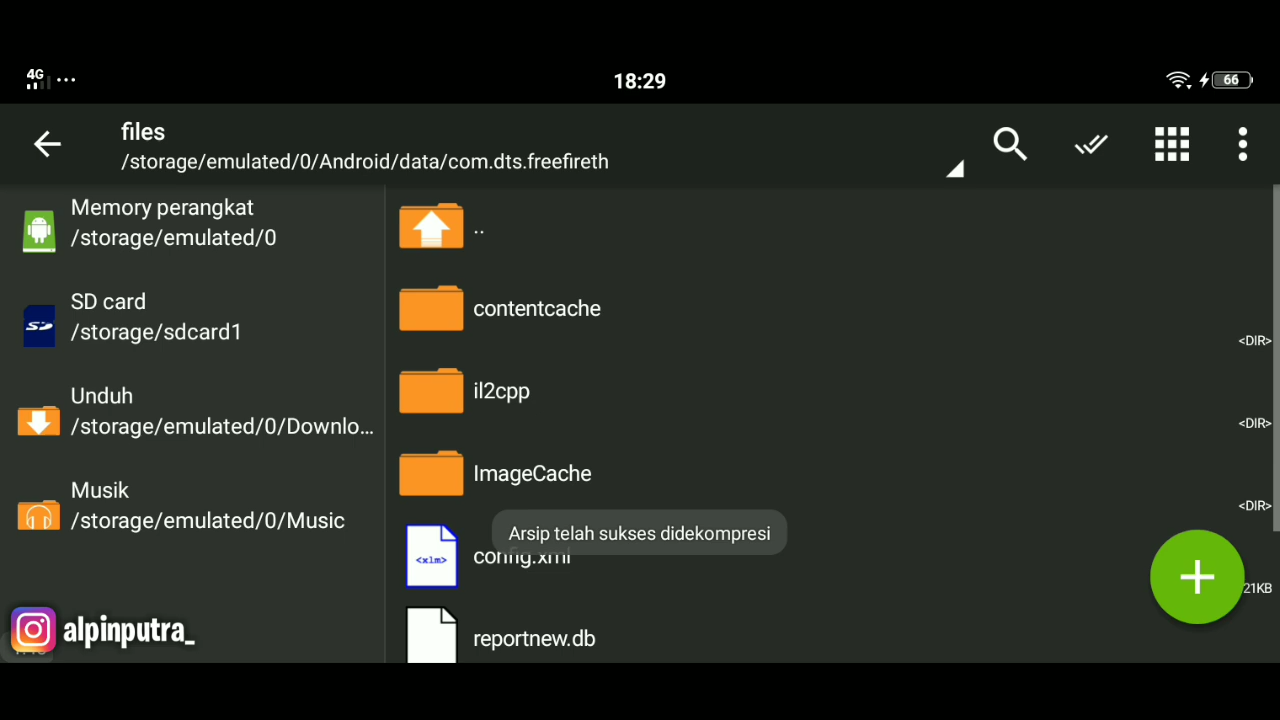 4G
18:29
66
files
/storage/emulated/0/Android/data/com.dts.freefireth
Memory perangkat
/storage/emulated/0
SD card
/storage/sdcard1
Unduh
/storage/emulated/0/Downlo...
Musik
/storage/emulated/0/Music
..
contentcache
<DIR>
il2cpp
<DIR>
ImageCache
<DIR>
Arsip telah sukses didekompresi
<xlm>
config.xml
21KB
reportnew.db
alpinputra_